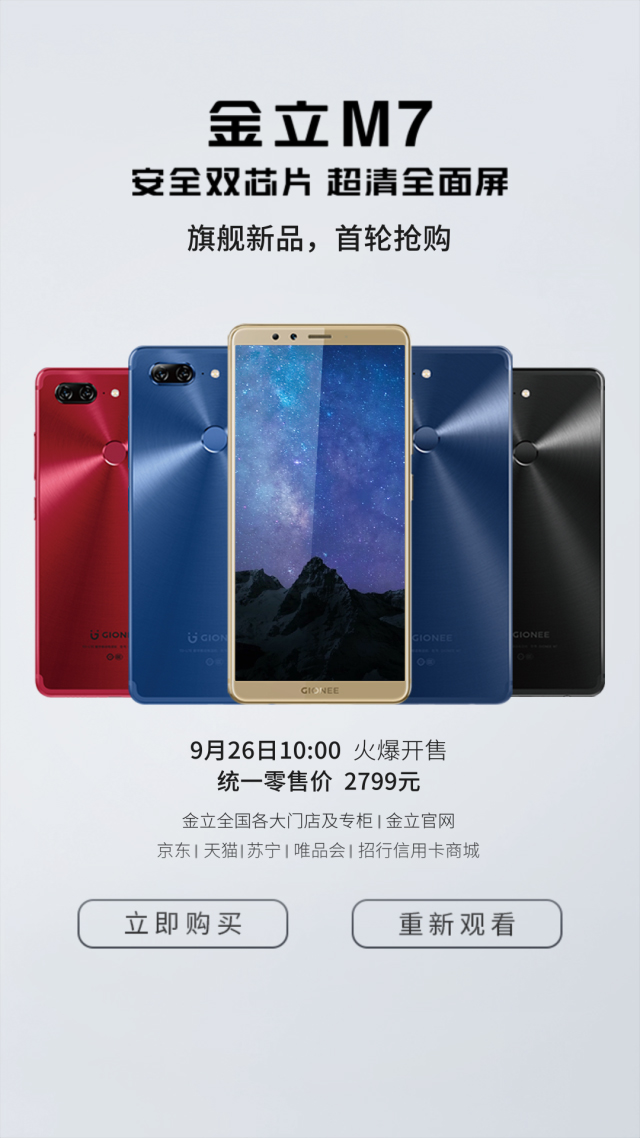 金立M7
安全双芯片 超清全面屏
旗舰新品，首轮抢购
GIONEE
GIONEE
GIONEE
GIONEE
9月26日10:00 火爆开售
统一零售价 2799元
金立全国各大门店及专柜 | 金立官网
京东 | 天猫 | 苏宁 | 唯品会 | 招行信用卡商城
立即购买
重新观看